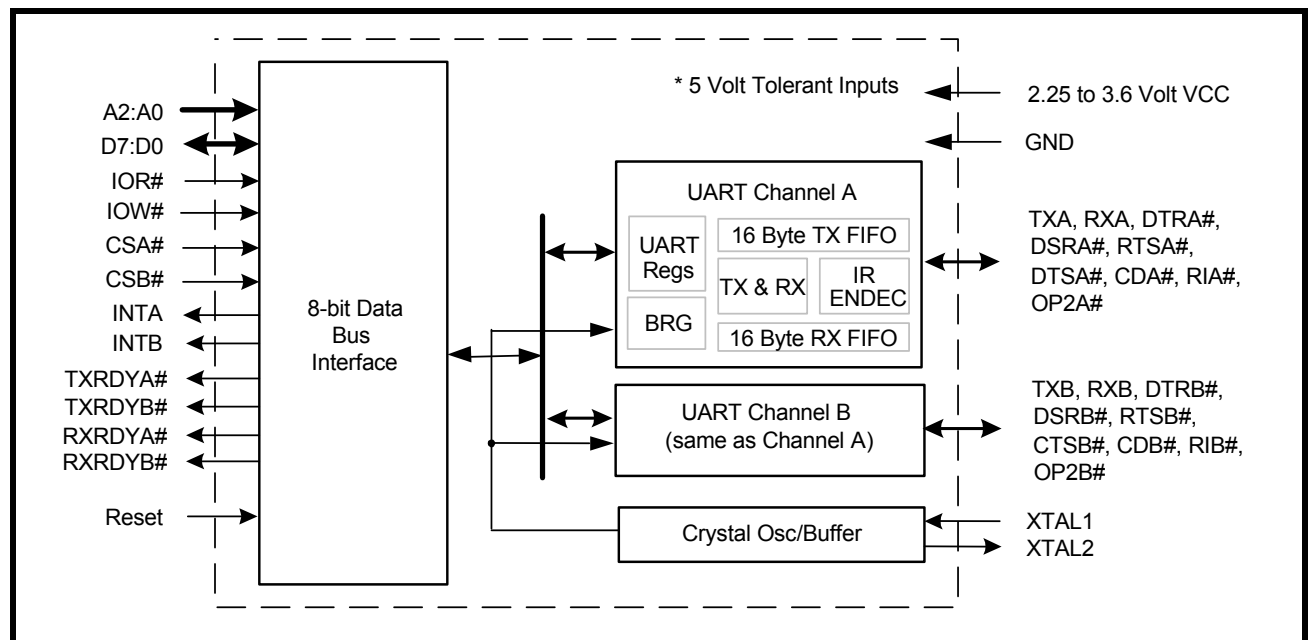 A2:A0
D7:D0
IOR#
IOW#
CSA#
CSB#
INTA
INTB
TXRDYA#
TXRDYB#
RXRDYA#
RXRDYB#
Reset
8-bit Data
Bus
Interface
* 5 Volt Tolerant Inputs
2.25 to 3.6 Volt VCC
GND
UART Channel A
UART
Regs
BRG
16 Byte TX FIFO
TX & RX
IR
ENDEC
16 Byte RX FIFO
TXA, RXA, DTRA#,
DSRA#, RTSA#,
DTSA#, CDA#, RIA#,
OP2A#
UART Channel B
(same as Channel A)
TXB, RXB, DTRB#,
DSRB#, RTSB#,
CTSB#, CDB#, RIB#,
OP2B#
Crystal Osc/Buffer
XTAL1
XTAL2